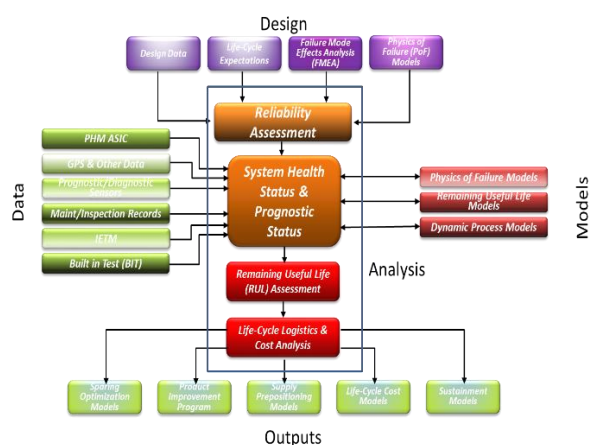 Design
Design Data
Life-Cycle
Expectations
Failure Mode
Effects Analysis
(FMEA)
Physics of
Failure (PoF)
Models
Reliability
Assessment
PHM ASIC
GPS & Other Data
Prognostic/Diagnostic
Sensors
Maint/Inspection Records
IETM
Built in Test (BIT)
Data
System Health
Status &
Prognostic
Status
Physics of Failure Models
Remaining Useful Life
Models
Dynamic Process Models
Models
Analysis
Remaining Useful Life
(RUL) Assessment
Life-Cycle Logistics &
Cost Analysis
Sparing
Optimization
Models
Product
Improvement
Program
Supply
Prepositioning
Models
Life-Cycle Cost
Models
Sustainment
Models
Outputs